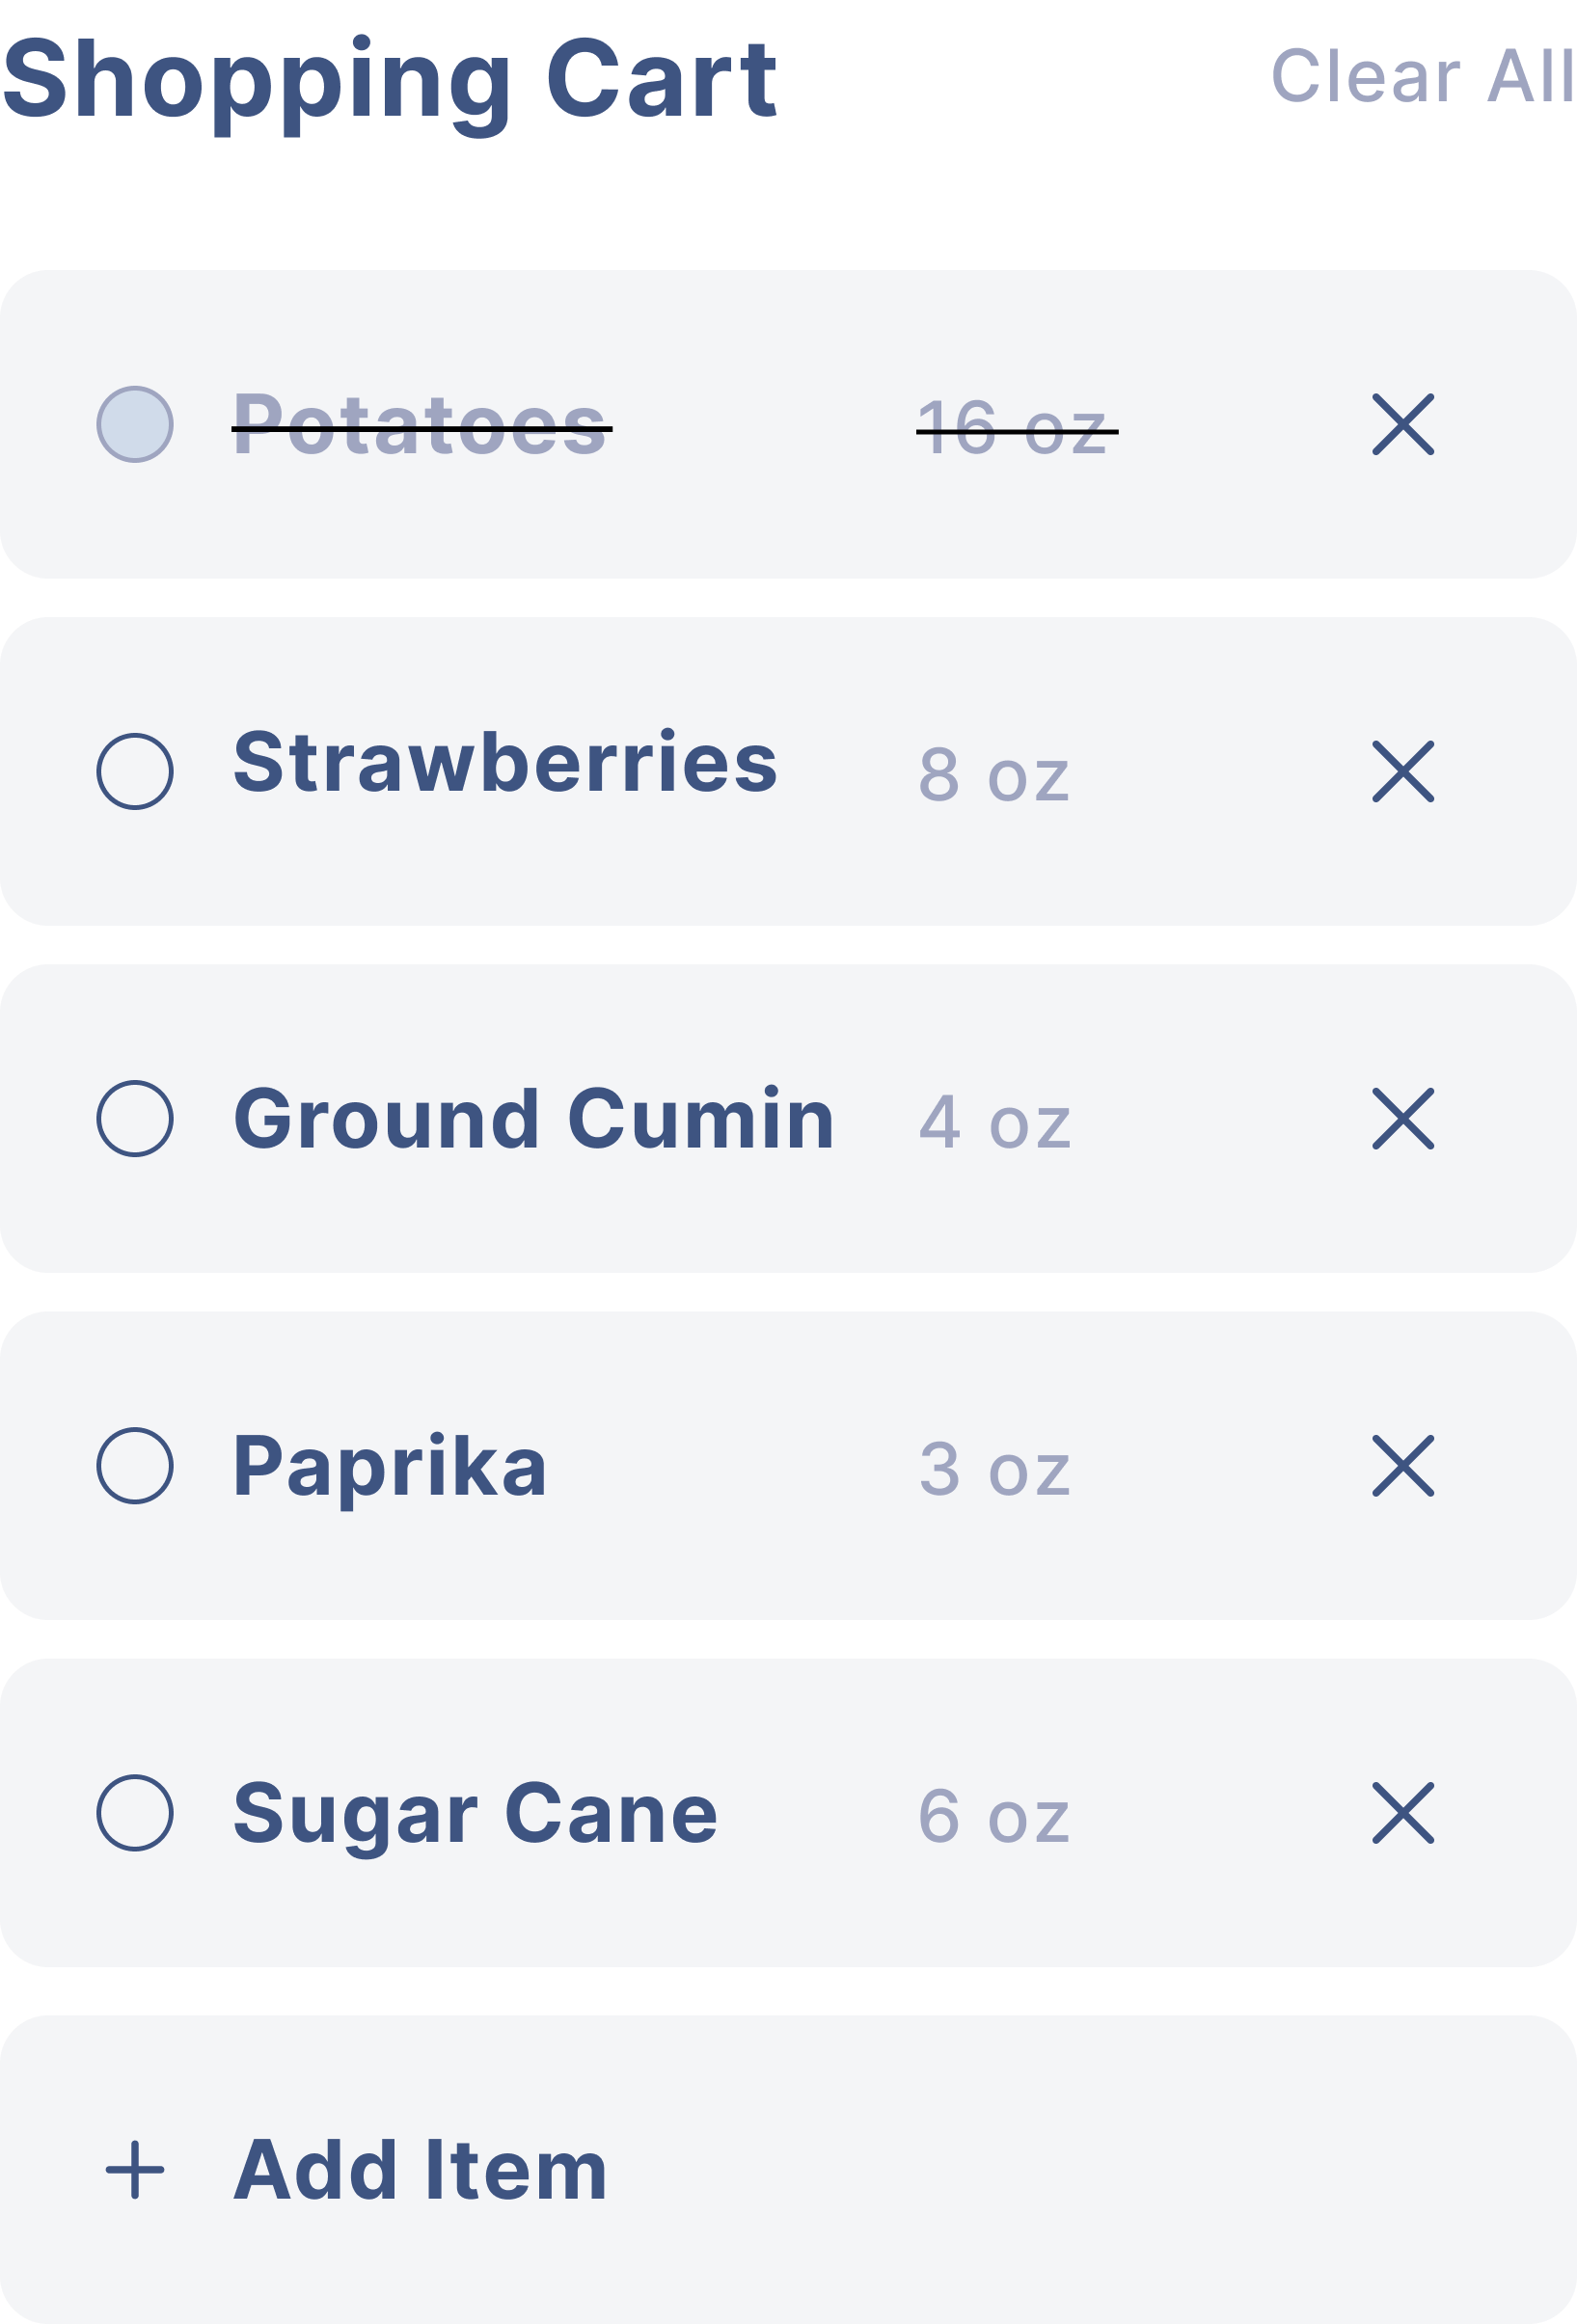 Shopping Cart Clear All
Potatoes 16 oz
Strawberries 8 oz
Ground Cumin 4 oz
Paprika 3 oz
Sugar Cane 6 oz
Add Item